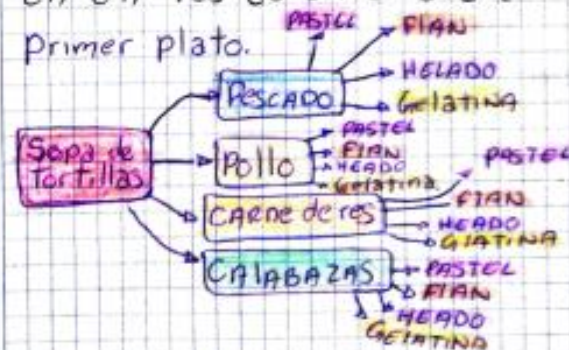 primer plato.
Sopa de
tortillas
PESCADO
PASTEL
FlAN
HELADO
GelatiNA
Pollo
PASTEL
FlAN
HEADO
Gelatina
CARne de res
PASTEL
FlAN
HEADO
GlATINA
CAlABAZAS
PASTEL
FlAN
HEADO
GElATINA